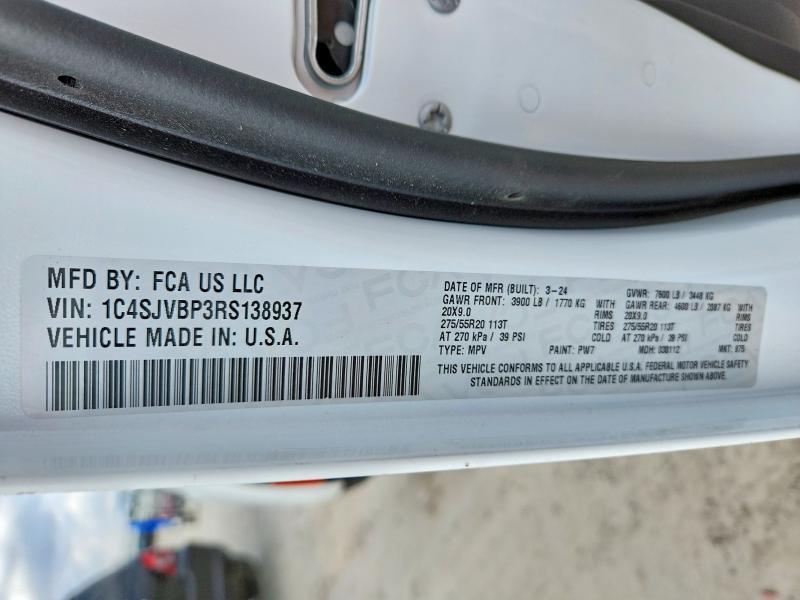 MFD BY: FCA US LLC
VIN: 1C4SJVBP3RS138937
VEHICLE MADE IN: U.S.A.
DATE OF MFR (BUILT): 3-24 GVWR: 7600 LB / 3448 KG
GAWR FRONT: 3900 LB / 1770 KG WITH GAWR REAR: 4600 LB / 2087 KG WITH
20X9.0 RIMS 20X9.0 RIMS
275/55R20 113T TIRES 275/55R20 113T TIRES
AT 270 kPa / 39 PSI COLD AT 270 kPa / 39 PSI COLD
TYPE: MPV PAINT: PW7 MDH: 030112 MKT: 975
THIS VEHICLE CONFORMS TO ALL APPLICABLE U.S.A. FEDERAL MOTOR VEHICLE SAFETY
STANDARDS IN EFFECT ON THE DATE OF MANUFACTURE SHOWN ABOVE.